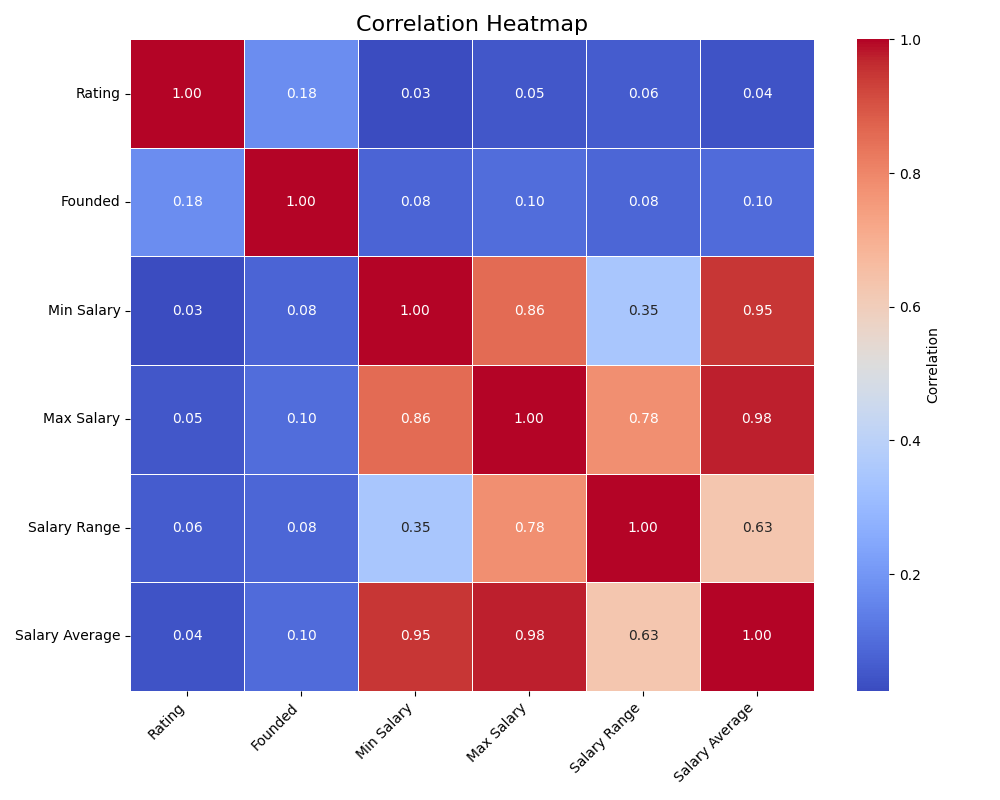 Correlation Heatmap
Rating 1.00 0.18 0.03 0.05 0.06 0.04
Founded 0.18 1.00 0.08 0.10 0.08 0.10
Min Salary 0.03 0.08 1.00 0.86 0.35 0.95
Max Salary 0.05 0.10 0.86 1.00 0.78 0.98
Salary Range 0.06 0.08 0.35 0.78 1.00 0.63
Salary Average 0.04 0.10 0.95 0.98 0.63 1.00
Rating Founded Min Salary Max Salary Salary Range Salary Average
1.0
0.8
0.6
0.4
0.2
Correlation